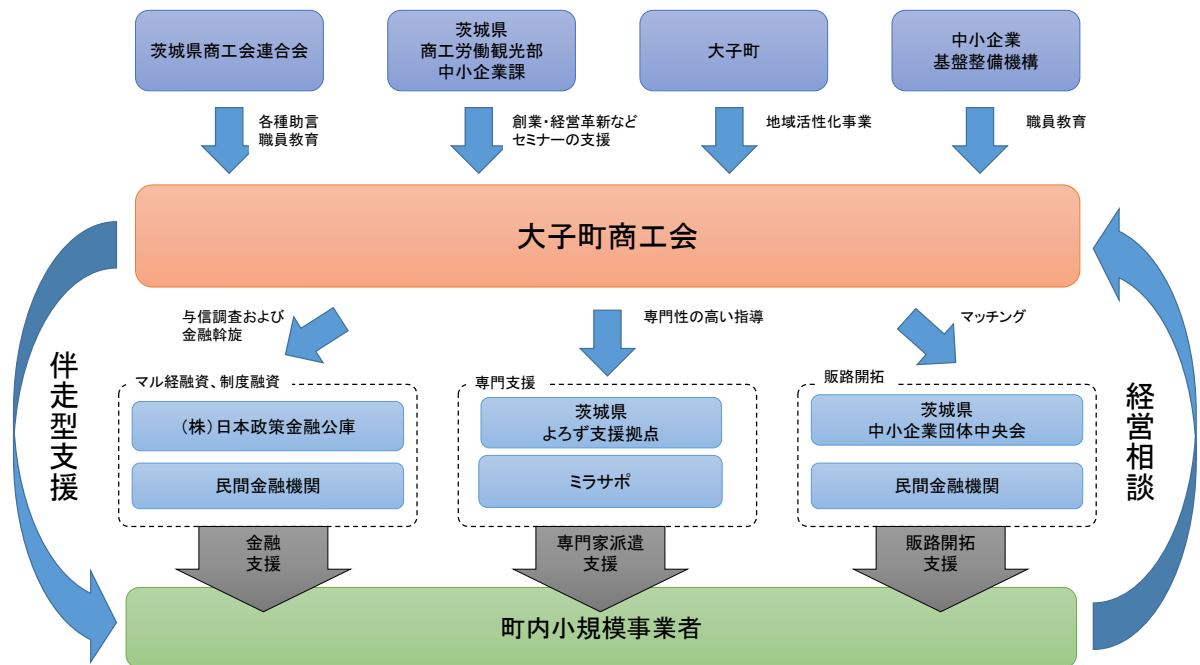 茨城県商工会連合会
茨城県
商工労働観光部
中小企業課
大子町
中小企業
基盤整備機構
各種助言
職員教育
創業・経営革新など
セミナーの支援
地域活性化事業
職員教育
大子町商工会
与信調査および
金融斡旋
専門性の高い指導
マッチング
伴走型支援
経営相談
マル経融資、制度融資
(株)日本政策金融公庫
民間金融機関
専門支援
茨城県
よろず支援拠点
ミラサポ
販路開拓
茨城県
中小企業団体中央会
民間金融機関
金融
支援
専門家派遣
支援
販路開拓
支援
町内小規模事業者